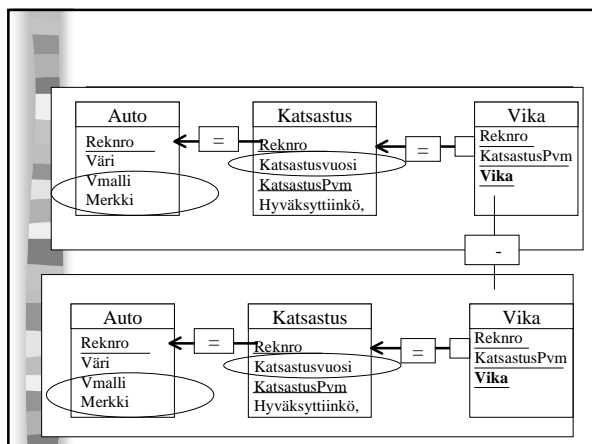 Auto
Reknro
Väri
Vmalli
Merkki
=
Katsastus
Reknro
Katsastusvuosi
KatsastusPvm
Hyväksyttiinkö,
=
Vika
Reknro
KatsastusPvm
Vika
-
Auto
Reknro
Väri
Vmalli
Merkki
=
Katsastus
Reknro
Katsastusvuosi
KatsastusPvm
Hyväksyttiinkö,
=
Vika
Reknro
KatsastusPvm
Vika